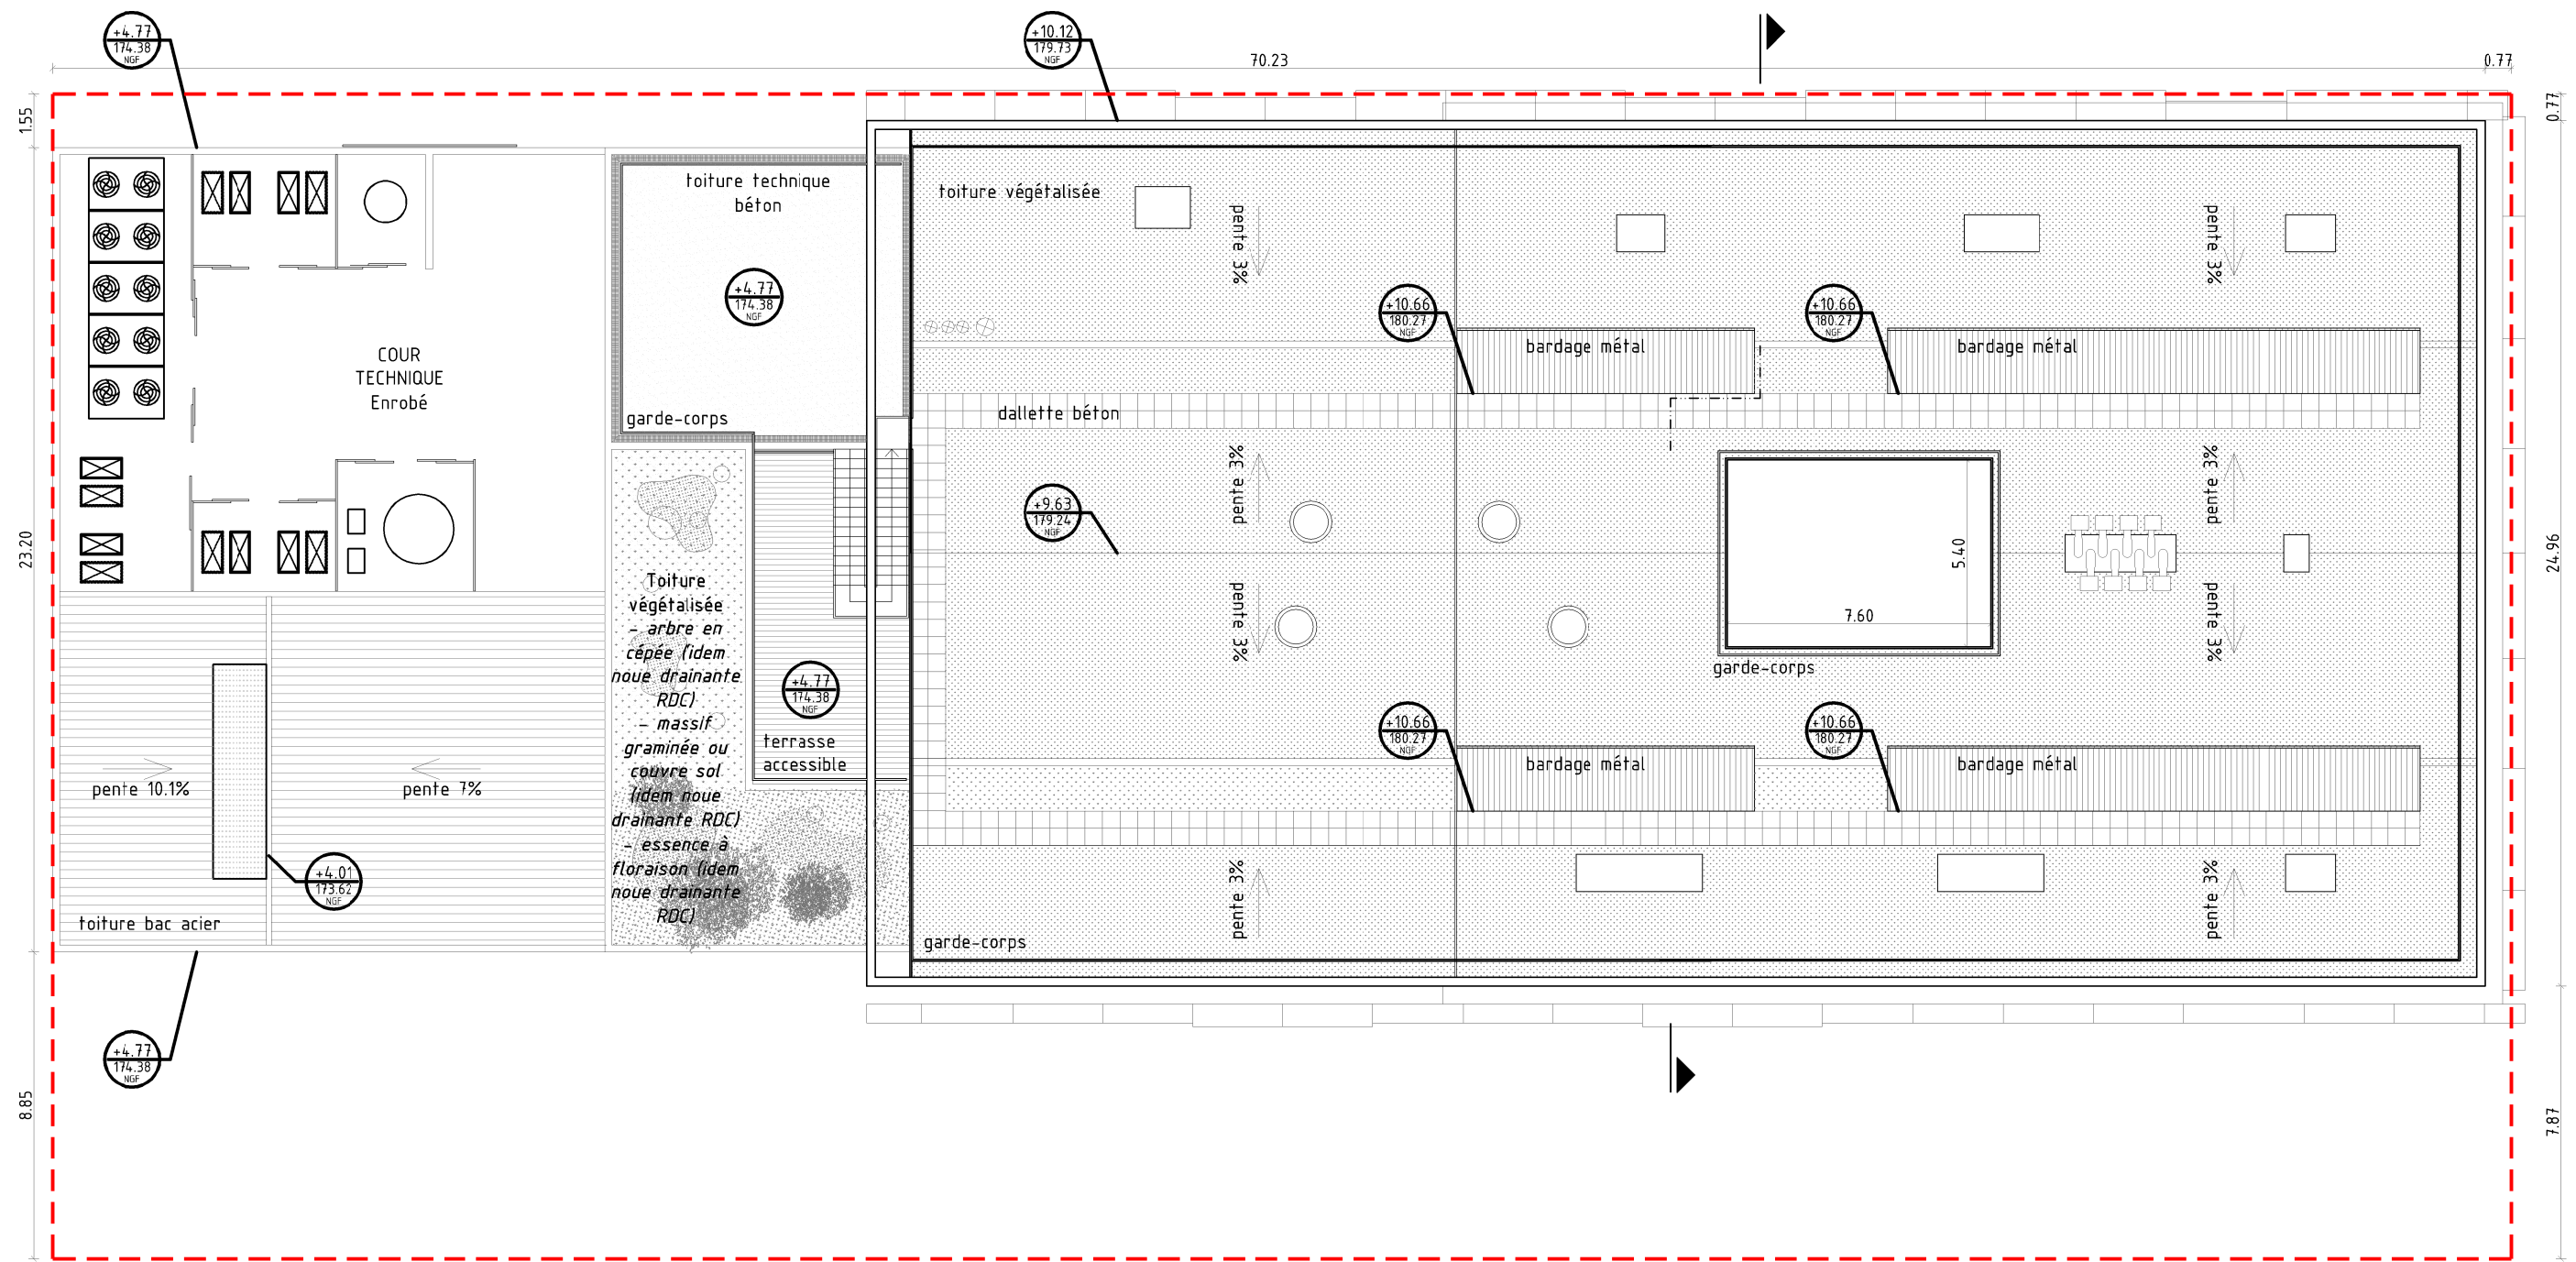 +4.77
174.38
NGF
+10.12
179.73
NGF
70.23
0.77
1.55
0.77
toiture technique
béton
toiture végétalisée
pente 3%
pente 3%
+4.77
174.38
NGF
+10.66
180.27
NGF
+10.66
180.27
NGF
bardage métal
bardage métal
COUR
TECHNIQUE
Enrobé
garde-corps
dallette béton
pente 3%
pente 3%
+9.63
179.24
NGF
23.20
5.40
24.96
7.60
Toiture
végétalisée
- arbre en
cépée (idem
noue drainante
RDC)
- massif
graminée ou
couvre sol
(idem noue
drainante RDC)
- essence à
floraison (idem
noue drainante
RDC)
pente 3%
pente 3%
garde-corps
+4.77
174.38
NGF
terrasse
accessible
+10.66
180.27
NGF
+10.66
180.27
NGF
bardage métal
bardage métal
pente 10.1%
pente 7%
+4.01
173.62
NGF
toiture bac acier
pente 3%
pente 3%
garde-corps
+4.77
174.38
NGF
8.85
7.87